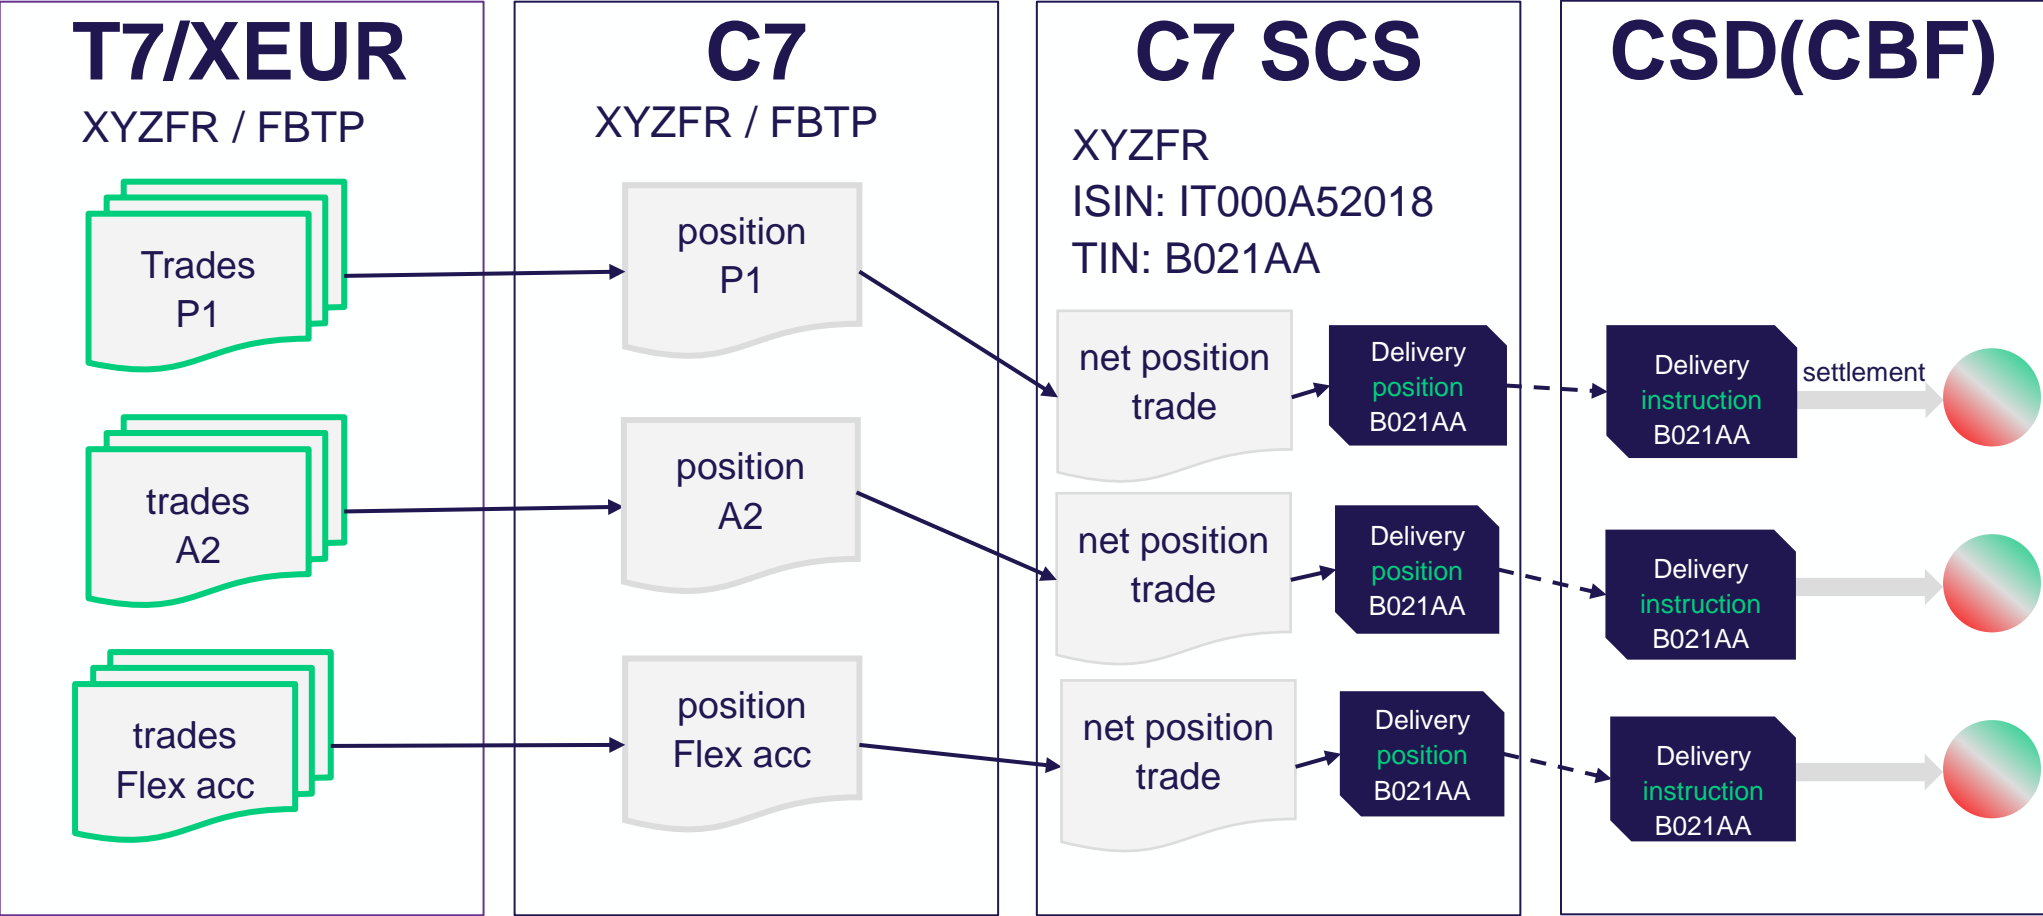 T7/XEUR
XYZFR / FBTP
Trades
P1
trades
A2
trades
Flex acc
C7
XYZFR / FBTP
position
P1
position
A2
position
Flex acc
C7 SCS
XYZFR
ISIN: IT000A52018
TIN: B021AA
net position
trade
Delivery
position
B021AA
net position
trade
Delivery
position
B021AA
net position
trade
Delivery
position
B021AA
CSD(CBF)
Delivery
instruction
B021AA
settlement
Delivery
instruction
B021AA
Delivery
instruction
B021AA